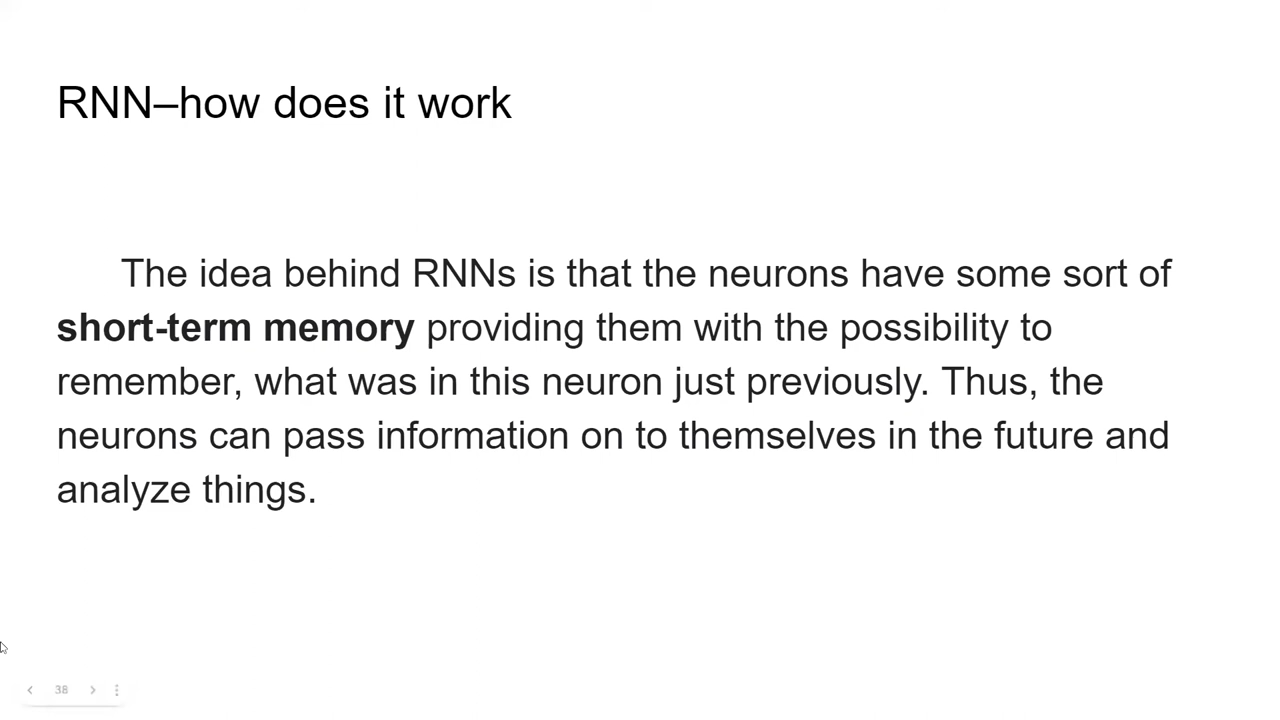 RNN–how does it work
The idea behind RNNs is that the neurons have some sort of
short-term memory providing them with the possibility to
remember, what was in this neuron just previously. Thus, the
neurons can pass information on to themselves in the future and
analyze things.
38